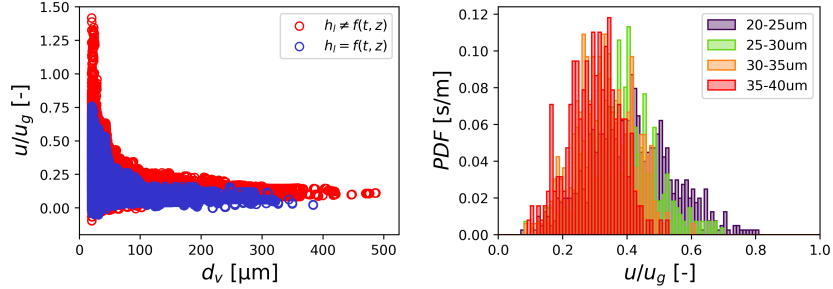 1.50
1.25
1.00
0.75
0.50
0.25
0.00
u/u_g [-]
0
100
200
300
400
500
d_v [μm]
h_l ≠ f(t, z)
h_l = f(t, z)
0.12
0.10
0.08
0.06
0.04
0.02
0.00
PDF [s/m]
0.0
0.2
0.4
0.6
0.8
1.0
u/u_g [-]
20-25um
25-30um
30-35um
35-40um